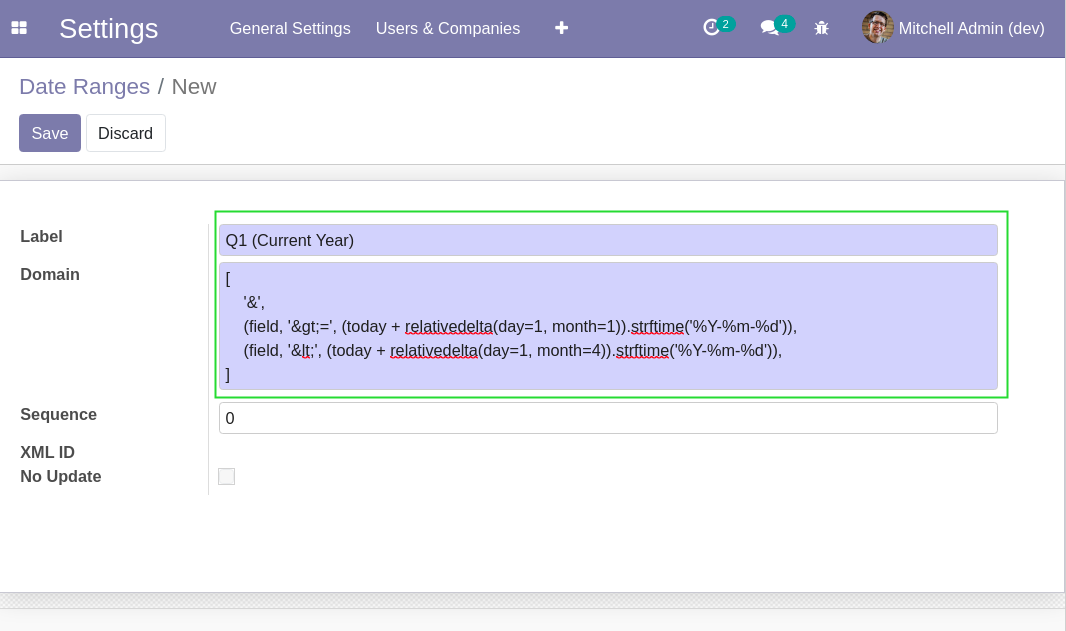 Settings General Settings Users & Companies 2 4 Mitchell Admin (dev)
Date Ranges / New
Save Discard
Label Q1 (Current Year)
Domain [
'&',
(field, '&gt;=', (today + relativedelta(day=1, month=1)).strftime('%Y-%m-%d')),
(field, '&lt;', (today + relativedelta(day=1, month=4)).strftime('%Y-%m-%d')),
]
Sequence 0
XML ID
No Update